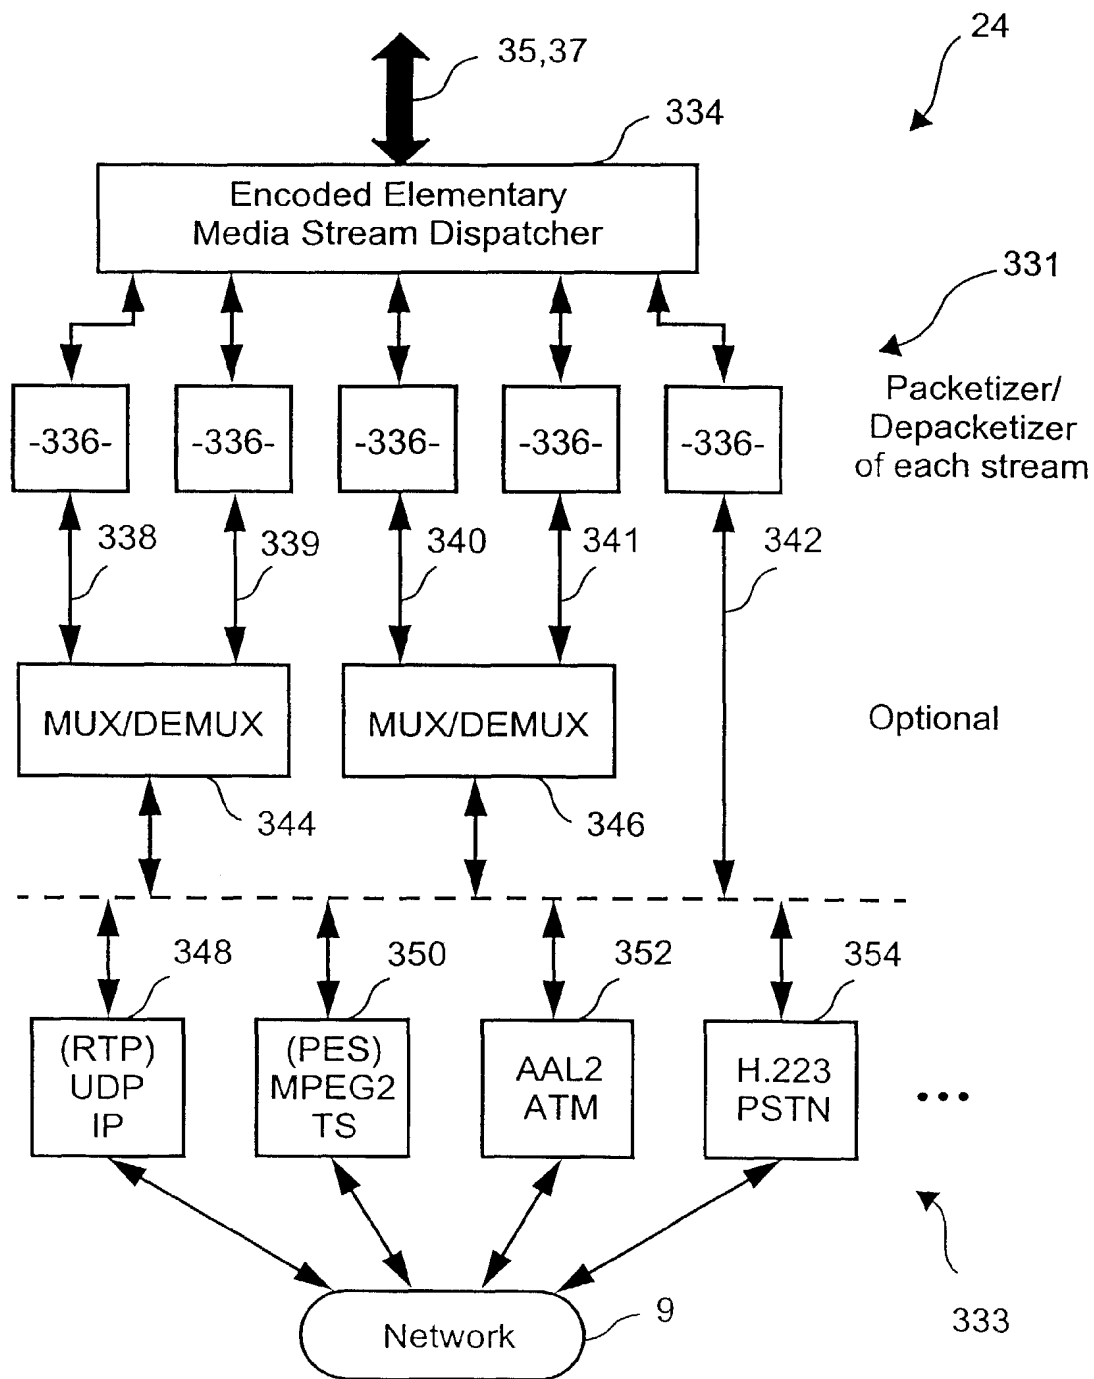 24
35,37
334
Encoded Elementary
Media Stream Dispatcher
331
Packetizer/
Depacketizer
of each stream
-336-
-336-
-336-
-336-
-336-
338
339
340
341
342
MUX/DEMUX
MUX/DEMUX
Optional
344
346
348
350
352
354
(RTP)
UDP
IP
(PES)
MPEG2
TS
AAL2
ATM
H.223
PSTN
...
333
Network
9